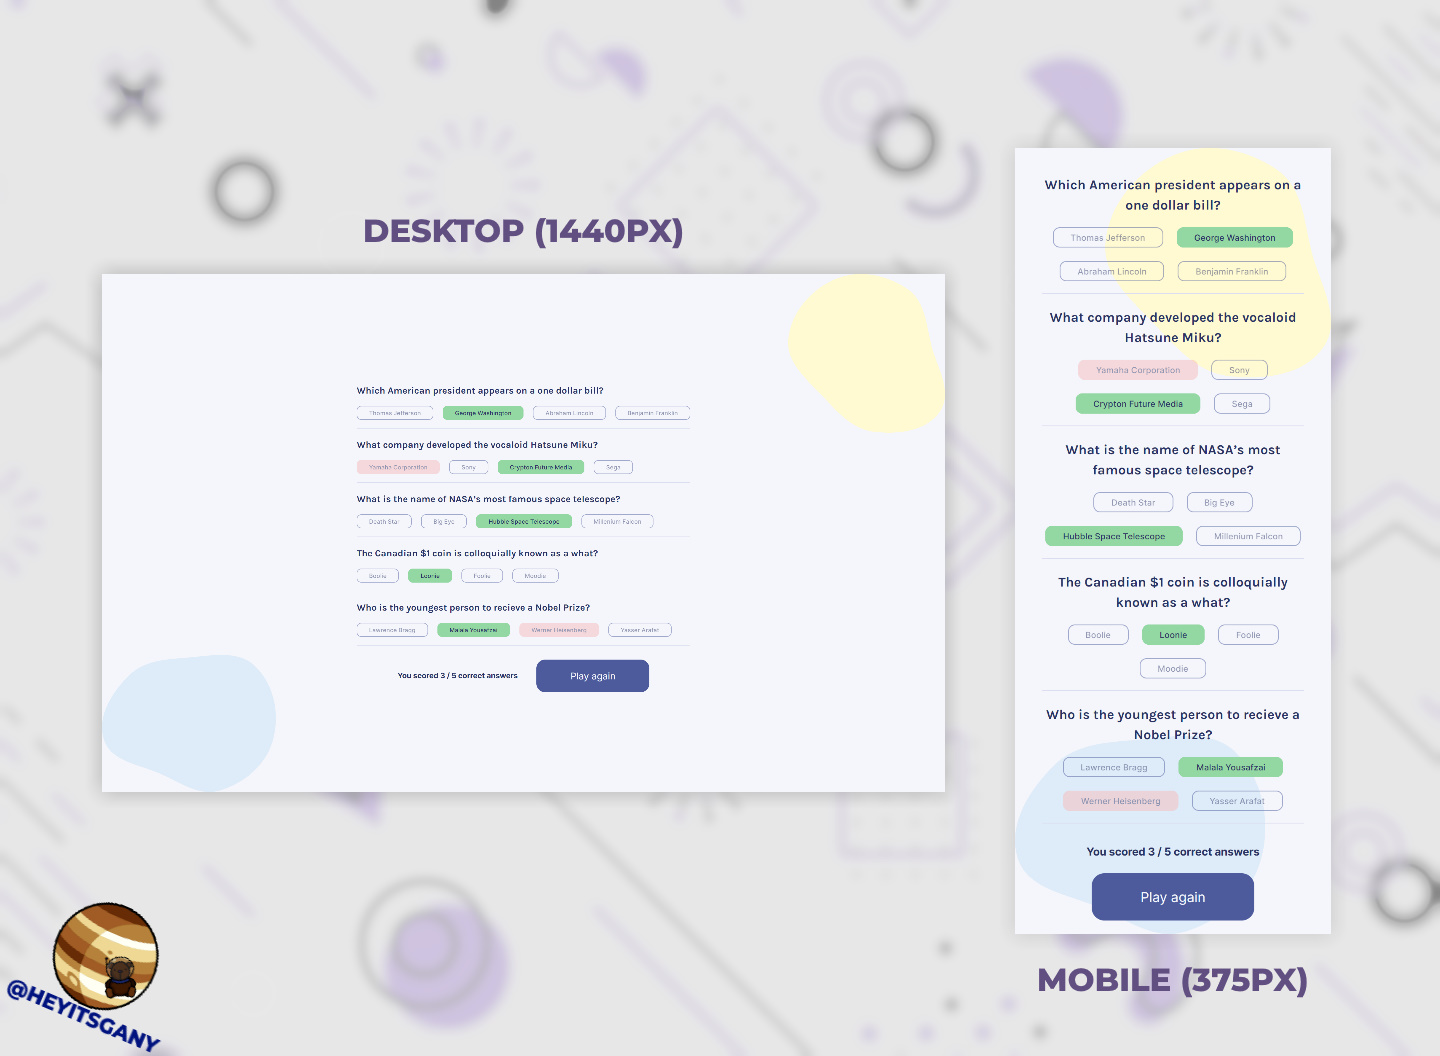 DESKTOP (1440PX)
Which American president appears on a one dollar bill?
Thomas Jefferson George Washington Abraham Lincoln Benjamin Franklin
What company developed the vocaloid Hatsune Miku?
Yamaha Corporation Sony Crypton Future Media Sega
What is the name of NASA's most famous space telescope?
Death Star Big Eye Hubble Space Telescope Millenium Falcon
The Canadian $1 coin is colloquially known as a what?
Boolie Loonie Foolie Moodie
Who is the youngest person to recieve a Nobel Prize?
Lawrence Bragg Malala Yousafzai Werner Heisenberg Yasser Arafat
You scored 3 / 5 correct answers Play again
Which American president appears on a
one dollar bill?
Thomas Jefferson George Washington
Abraham Lincoln Benjamin Franklin
What company developed the vocaloid
Hatsune Miku?
Yamaha Corporation Sony
Crypton Future Media Sega
What is the name of NASA's most
famous space telescope?
Death Star Big Eye
Hubble Space Telescope Millenium Falcon
The Canadian $1 coin is colloquially
known as a what?
Boolie Loonie Foolie
Moodie
Who is the youngest person to recieve a
Nobel Prize?
Lawrence Bragg Malala Yousafzai
Werner Heisenberg Yasser Arafat
You scored 3 / 5 correct answers
Play again
MOBILE (375PX)
@HEYITSGANY